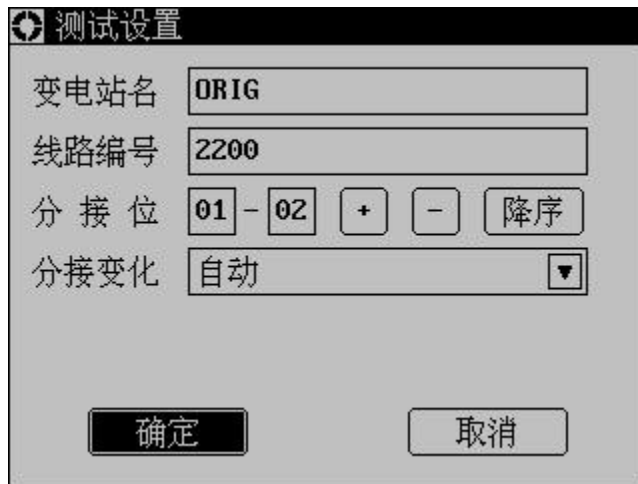 测试设置
变电站名 ORIG
线路编号 2200
分接位 01 - 02 + - 降序
分接变化 自动
确定 取消